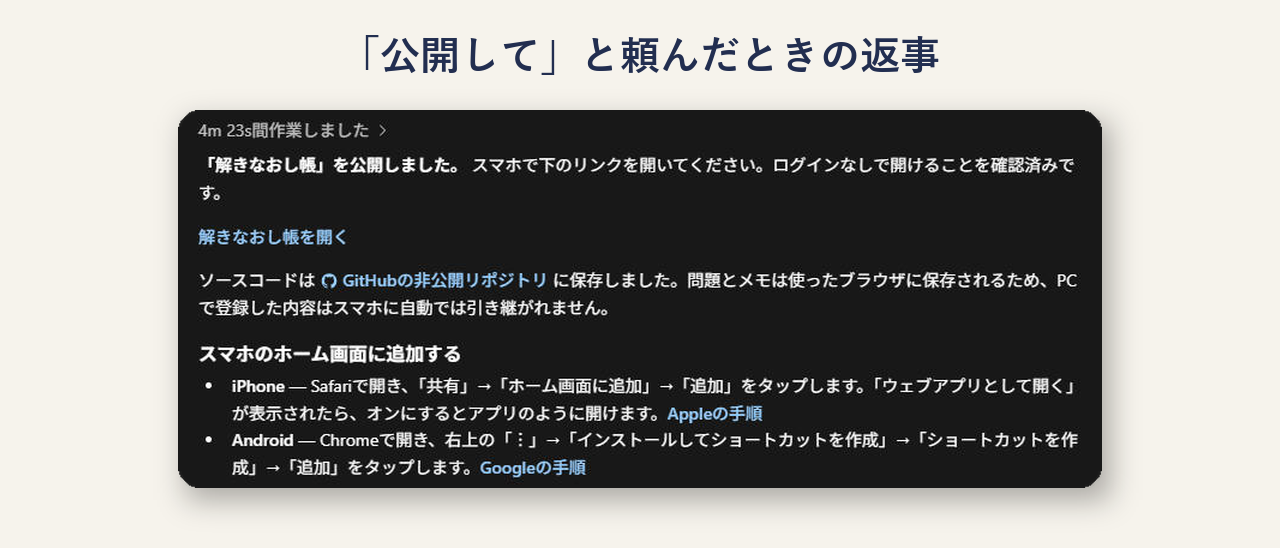 「公開して」と頼んだときの返事
4m 23s間作業しました >
「解きなおし帳」を公開しました。 スマホで下のリンクを開いてください。ログインなしで開けることを確認済みで
す。
解きなおし帳を開く
ソースコードは GitHubの非公開リポジトリ に保存しました。問題とメモは使ったブラウザに保存されるため、PC
で登録した内容はスマホに自動では引き継がれません。
スマホのホーム画面に追加する
• iPhone — Safariで開き、「共有」→「ホーム画面に追加」→「追加」をタップします。「ウェブアプリとして開く」
が表示されたら、オンにするとアプリのように開けます。Appleの手順
• Android — Chromeで開き、右上の「⋮」→「インストールしてショートカットを作成」→「ショートカットを作
成」→「追加」をタップします。Googleの手順